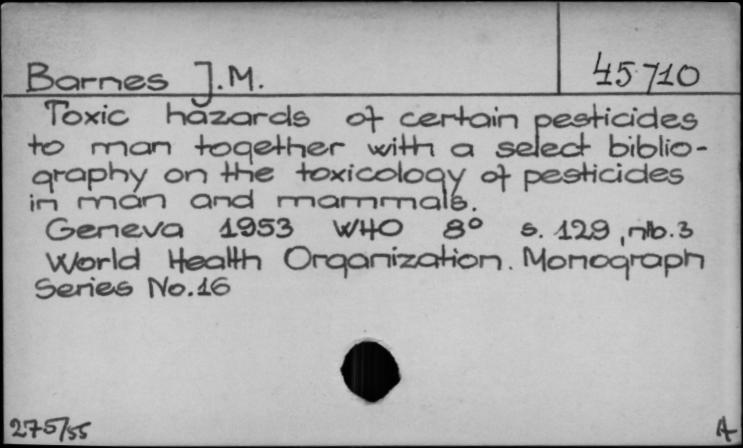 Barnes J.M.
45710
Toxic hazards of certain pesticides
to man together with a select biblio-
graphy on the toxicology of pesticides
in man and mammals.
Geneva 1953 WHO 8° s. 129, nlb. 3
World Health Organization. Monograph
Series No. 16
275/55
A